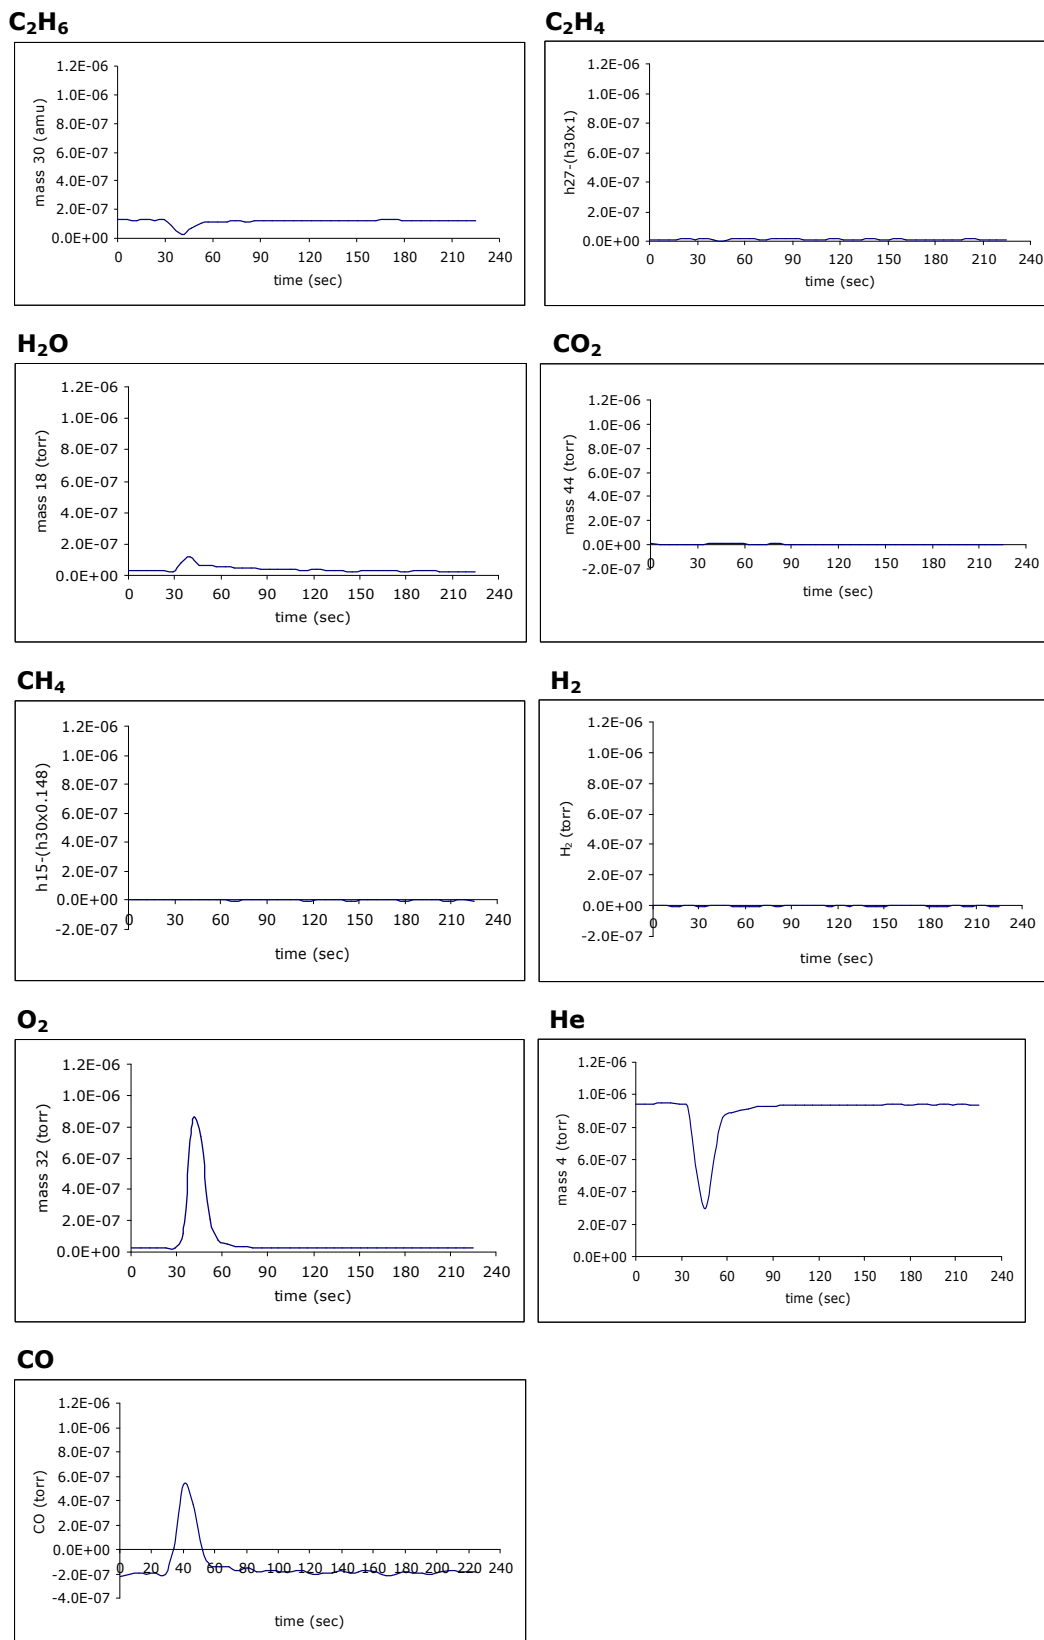 C₂H₆
1.2E-06
1.0E-06
8.0E-07
6.0E-07
4.0E-07
2.0E-07
0.0E+00
mass 30 (amu)
0 30 60 90 120 150 180 210 240
time (sec)
C₂H₄
1.2E-06
1.0E-06
8.0E-07
6.0E-07
4.0E-07
2.0E-07
0.0E+00
h27-(h30x1)
0 30 60 90 120 150 180 210 240
time (sec)
H₂O
1.2E-06
1.0E-06
8.0E-07
6.0E-07
4.0E-07
2.0E-07
0.0E+00
mass 18 (torr)
0 30 60 90 120 150 180 210 240
time (sec)
CO₂
1.2E-06
1.0E-06
8.0E-07
6.0E-07
4.0E-07
2.0E-07
0.0E+00
-2.0E-07
mass 44 (torr)
0 30 60 90 120 150 180 210 240
time (sec)
CH₄
1.2E-06
1.0E-06
8.0E-07
6.0E-07
4.0E-07
2.0E-07
0.0E+00
-2.0E-07
h15-(h30x0.148)
0 30 60 90 120 150 180 210 240
time (sec)
H₂
1.2E-06
1.0E-06
8.0E-07
6.0E-07
4.0E-07
2.0E-07
0.0E+00
-2.0E-07
H₂ (torr)
0 30 60 90 120 150 180 210 240
time (sec)
O₂
1.2E-06
1.0E-06
8.0E-07
6.0E-07
4.0E-07
2.0E-07
0.0E+00
mass 32 (torr)
0 30 60 90 120 150 180 210 240
time (sec)
He
1.2E-06
1.0E-06
8.0E-07
6.0E-07
4.0E-07
2.0E-07
0.0E+00
mass 4 (torr)
0 30 60 90 120 150 180 210 240
time (sec)
CO
1.2E-06
1.0E-06
8.0E-07
6.0E-07
4.0E-07
2.0E-07
0.0E+00
-2.0E-07
-4.0E-07
CO (torr)
0 20 40 60 80 100 120 140 160 180 200 220 240
time (sec)